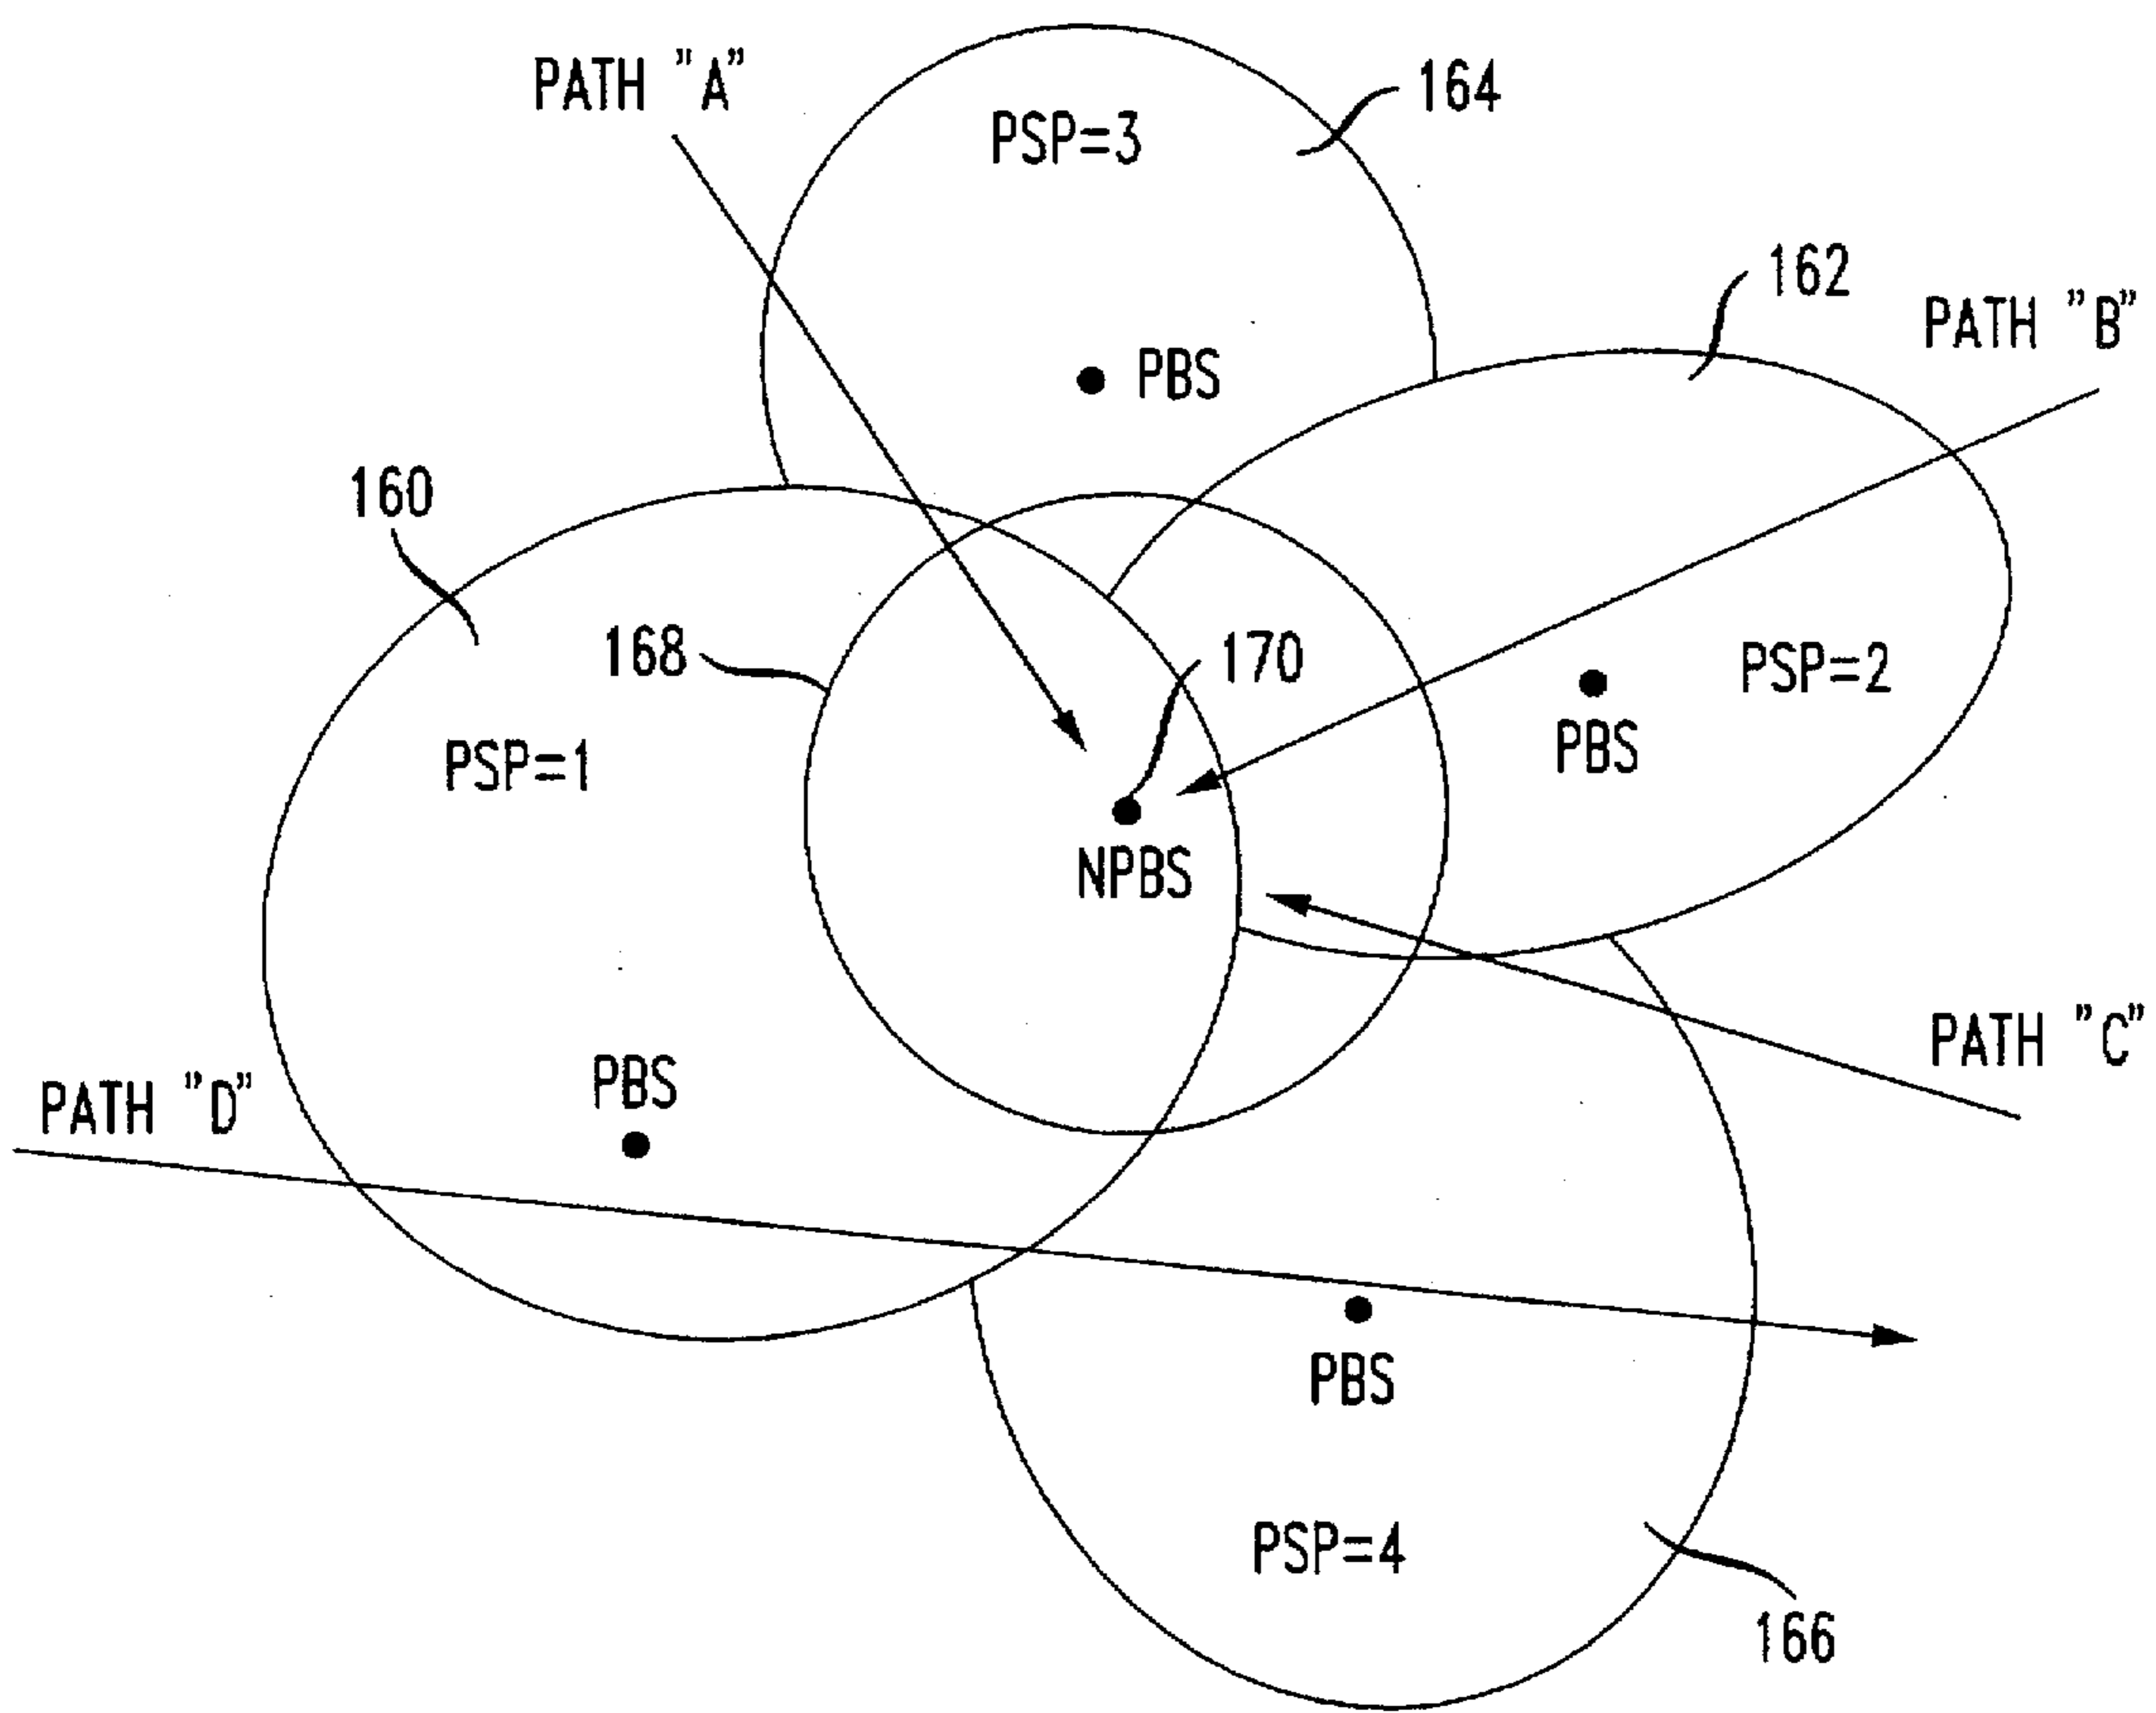 PATH "A"
164
PSP=3
162
PATH "B"
PBS
160
168
170
PSP=2
PBS
PSP=1
NPBS
PATH "C"
PBS
PATH "D"
PBS
PSP=4
166